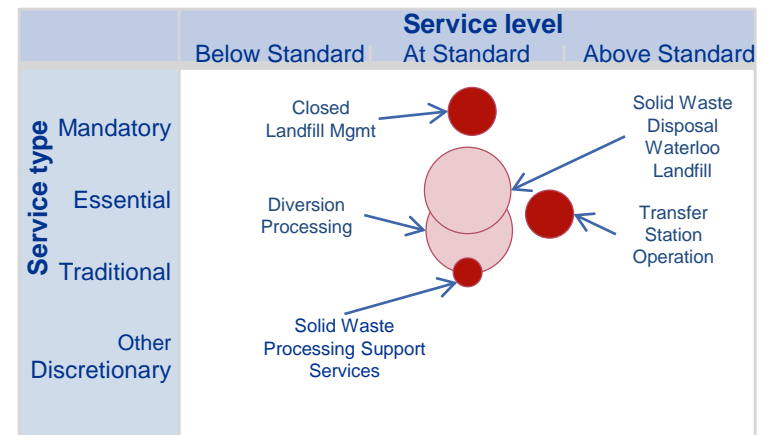 Service level
Below Standard At Standard Above Standard
Service type
Mandatory
Essential
Traditional
Other
Discretionary
Closed
Landfill Mgmt
Solid Waste
Disposal
Waterloo
Landfill
Diversion
Processing
Transfer
Station
Operation
Solid Waste
Processing Support
Services